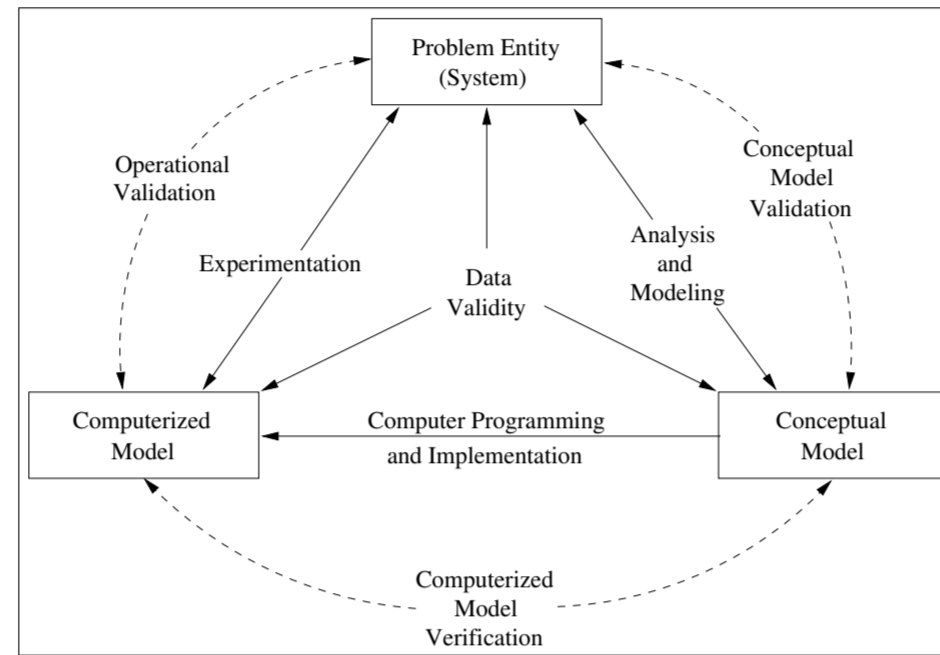 Problem Entity
(System)
Operational
Validation
Conceptual
Model
Validation
Experimentation
Analysis
and
Modeling
Data
Validity
Computerized
Model
Computer Programming
and Implementation
Conceptual
Model
Computerized
Model
Verification